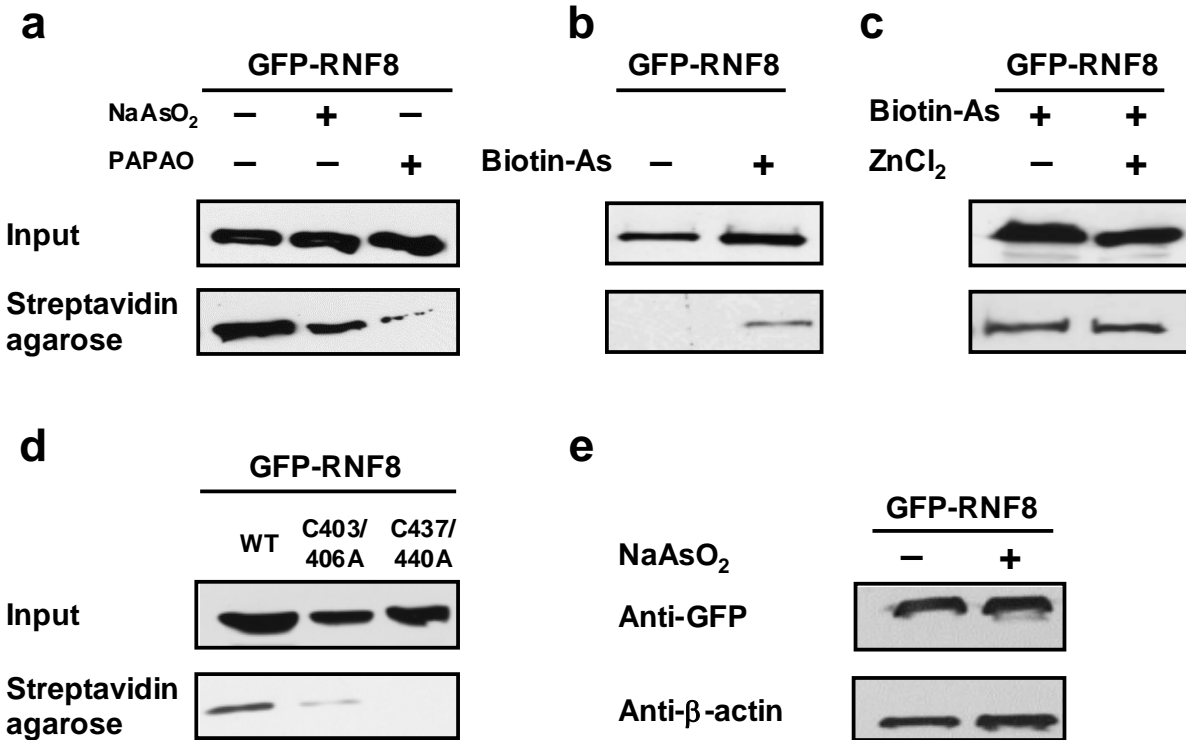 a
GFP-RNF8
NaAsO₂ − + −
PAPAO − − +
Input
Streptavidin
agarose
b
GFP-RNF8
Biotin-As − +
c
GFP-RNF8
Biotin-As + +
ZnCl₂ − +
d
GFP-RNF8
WT C403/ C437/
406A 440A
Input
Streptavidin
agarose
e
GFP-RNF8
NaAsO₂ − +
Anti-GFP
Anti-β-actin